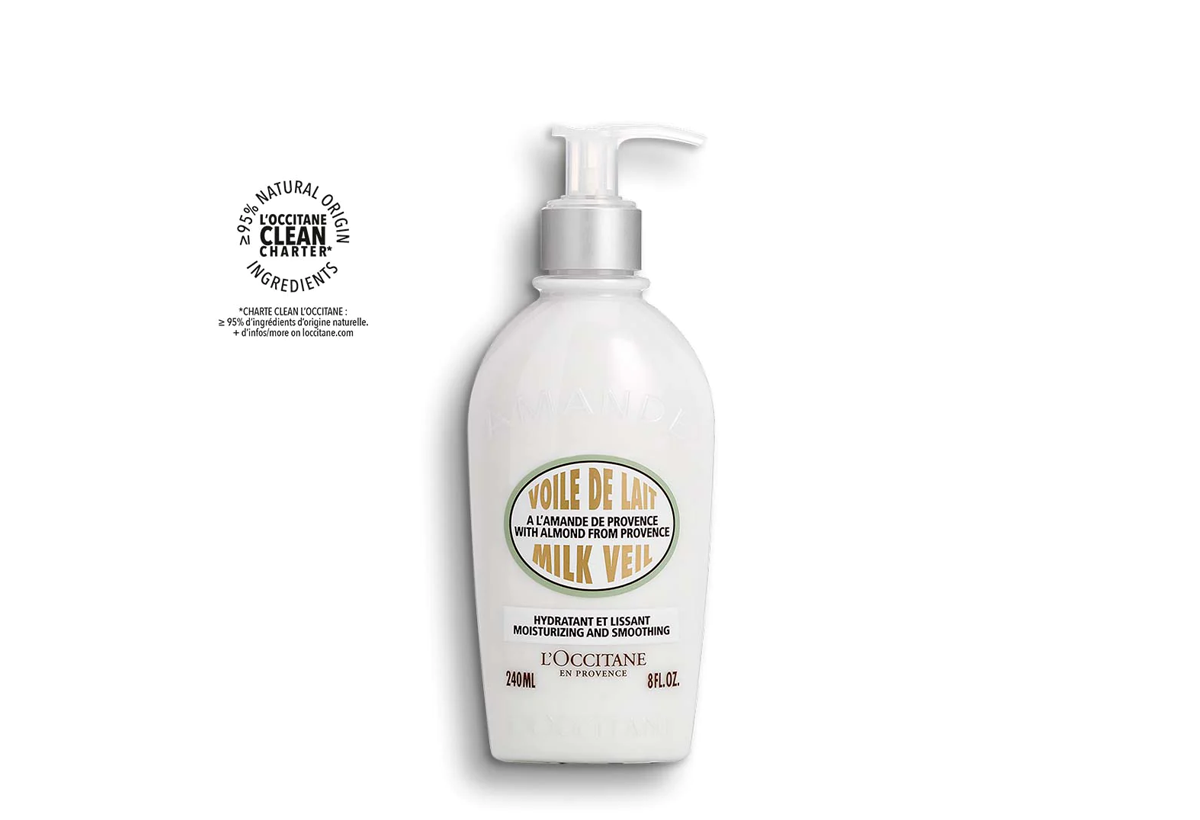 ≥95% NATURAL ORIGIN
L'OCCITANE
CLEAN
CHARTER*
INGREDIENTS
*CHARTE CLEAN L'OCCITANE :
≥ 95% d'ingrédients d'origine naturelle.
+ d'infos/more on loccitane.com
AMANDE
VOILE DE LAIT
A L'AMANDE DE PROVENCE
WITH ALMOND FROM PROVENCE
MILK VEIL
HYDRATANT ET LISSANT
MOISTURIZING AND SMOOTHING
L'OCCITANE
EN PROVENCE
240ML 8FL.OZ.
L'OCCITANE